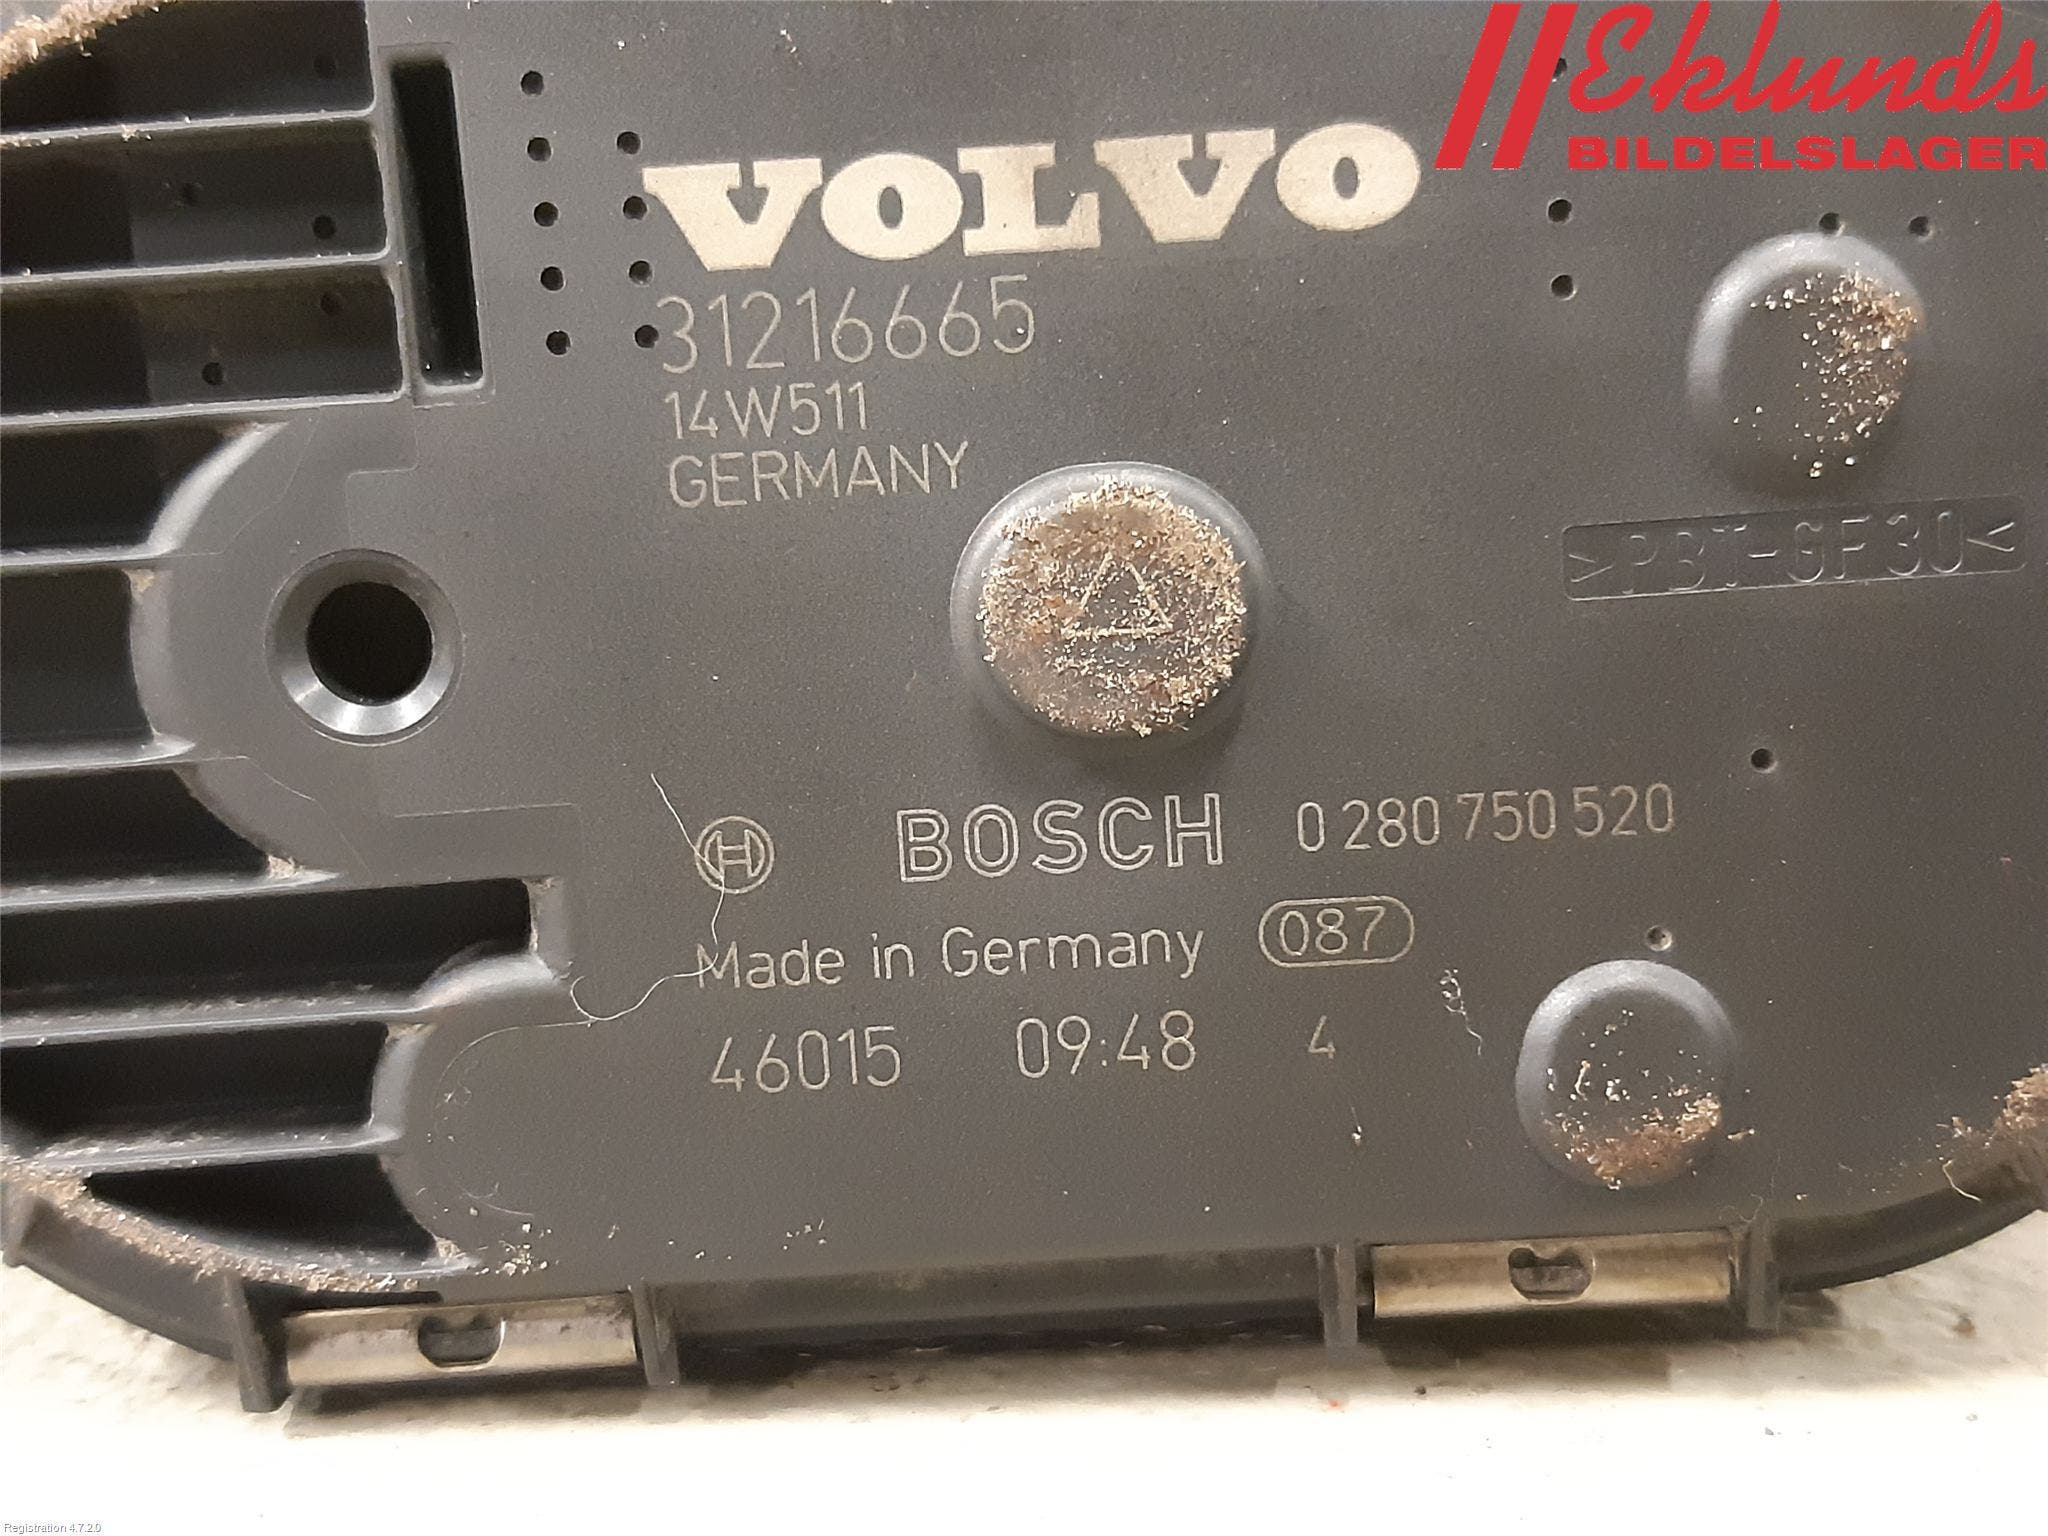 Eklunds
BILDELSLAGER
VOLVO
31216665
14W511
GERMANY
>PBT-GF30<
BOSCH 0 280 750 520
Made in Germany 087
46015 09:48 4
Registration 4.7.2.0